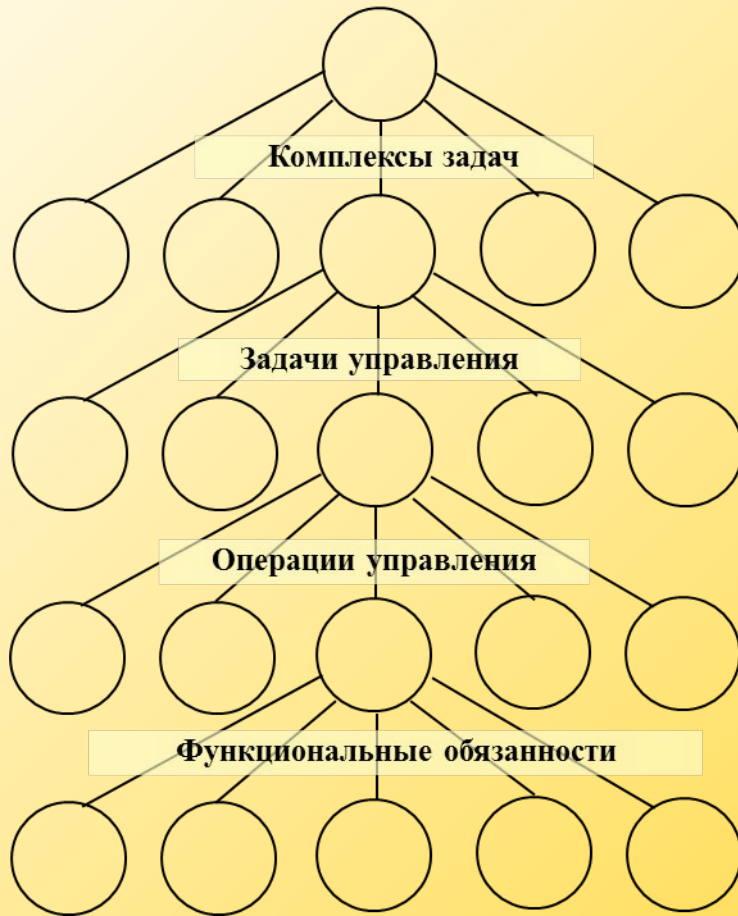 Комплексы задач
Задачи управления
Операции управления
Функциональные обязанности